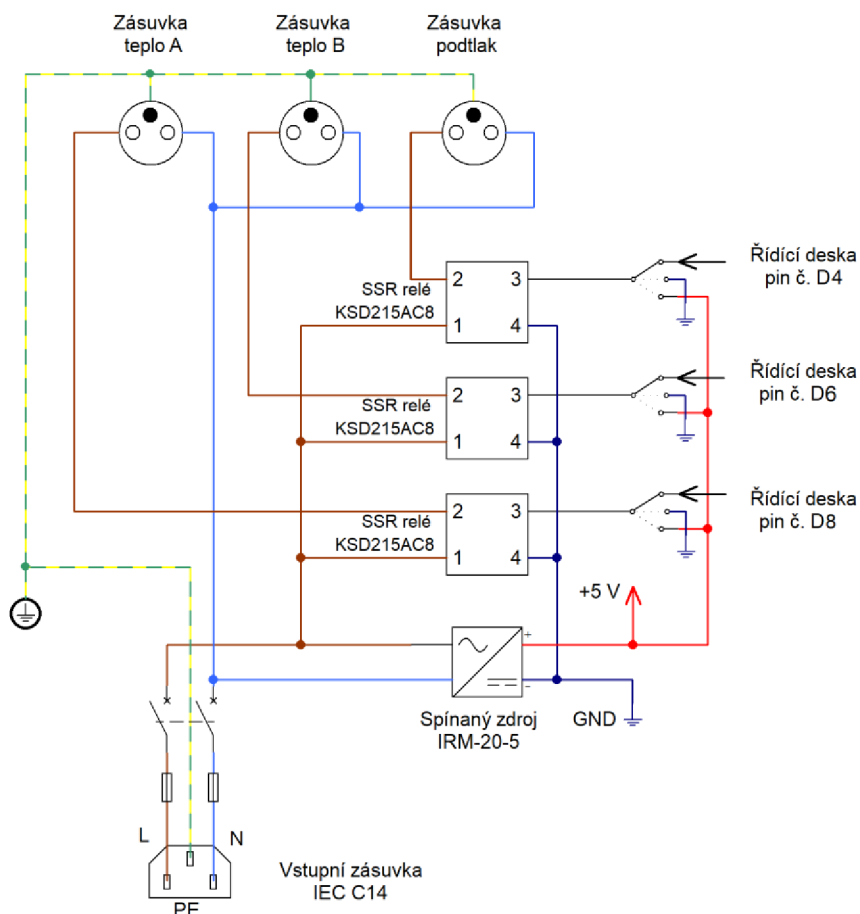 Zásuvka
teplo A
Zásuvka
teplo B
Zásuvka
podtlak
2
3
SSR relé
KSD215AC8
1
4
Řídící deska
pin č. D4
2
3
SSR relé
KSD215AC8
1
4
Řídící deska
pin č. D6
2
3
SSR relé
KSD215AC8
1
4
Řídící deska
pin č. D8
+5 V
+
-
Spínaný zdroj
IRM-20-5
GND
L
N
PE
Vstupní zásuvka
IEC C14